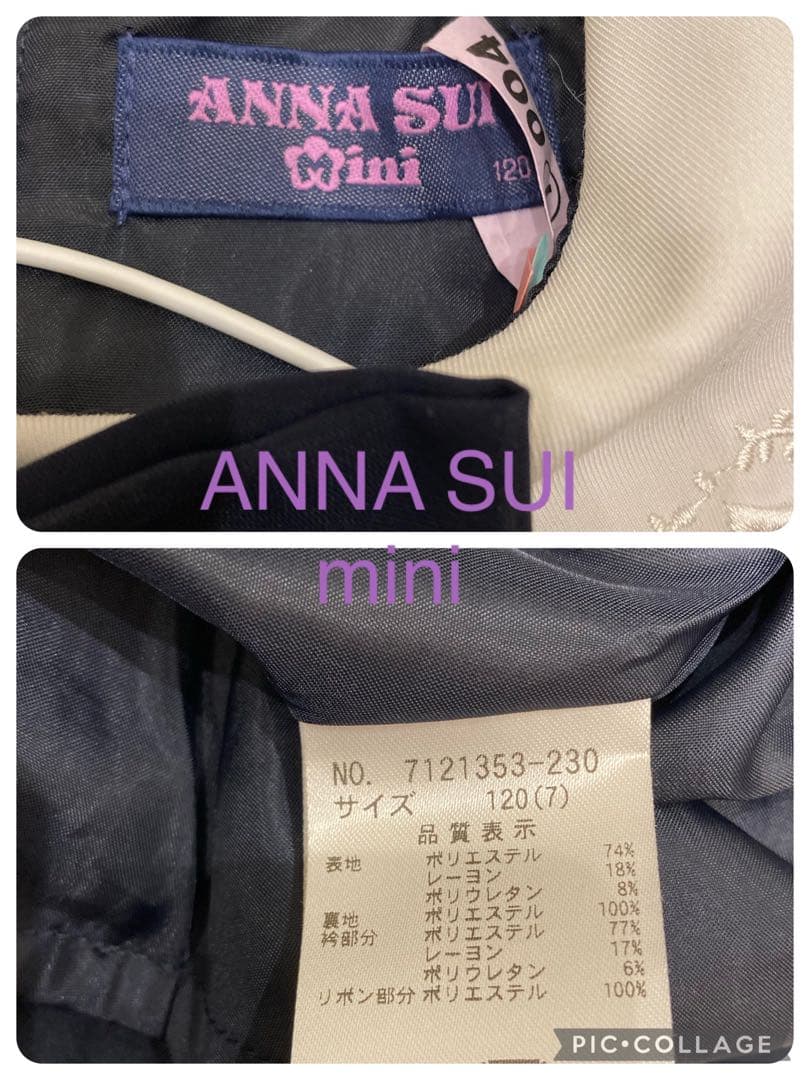 ANNA SUI
Mini
120
7004
ANNA SUI
mini
NO. 7121353-230
サイズ 120(7)
品質表示
表地 ポリエステル 74%
レーヨン 18%
ポリウレタン 8%
裏地 ポリエステル 100%
衿部分 ポリエステル 77%
レーヨン 17%
ポリウレタン 6%
リボン部分 ポリエステル 100%
PIC•COLLAGE